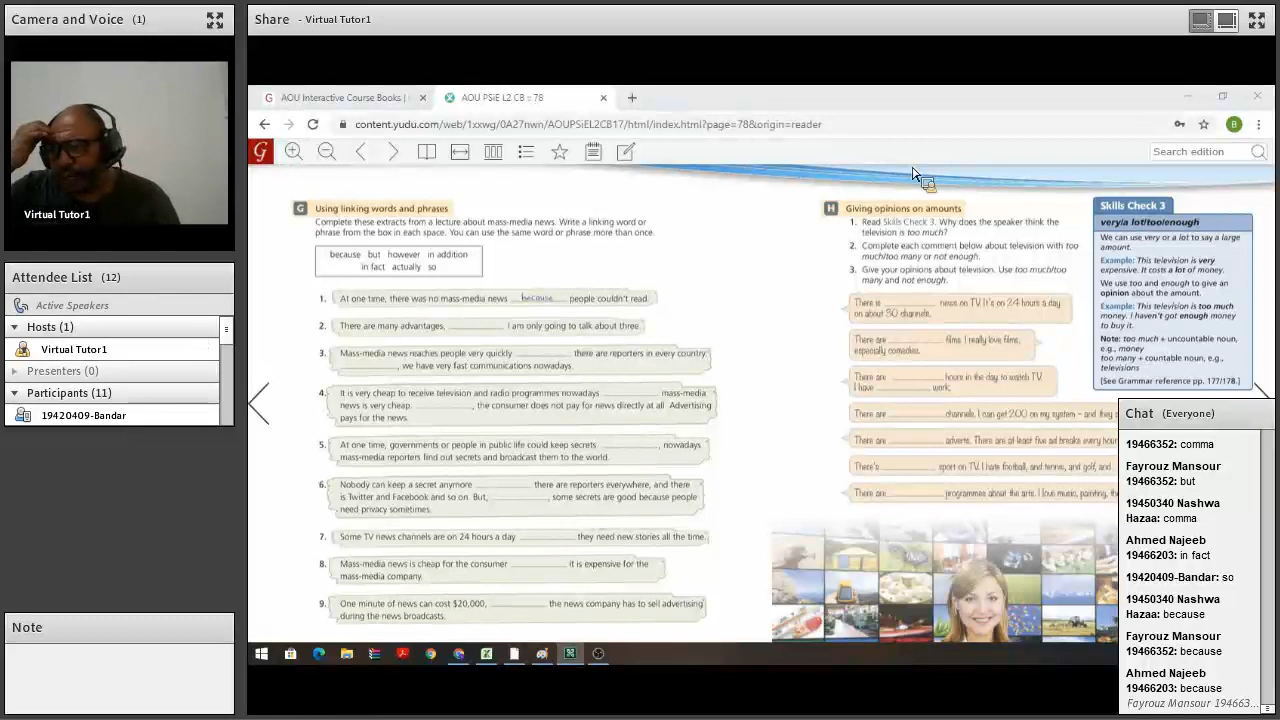 Camera and Voice (1)
Share - Virtual Tutor1
Virtual Tutor1
Attendee List (12)
Active Speakers
Hosts (1)
Virtual Tutor1
Presenters (0)
Participants (11)
19420409-Bandar
Note
AOU Interactive Course Books |
AOU PSiE L2 CB :: 78
content.yudu.com/web/1xxwg/0A27nwn/AOUPSiEL2CB17/html/index.html?page=78&origin=reader
B
g
Search edition
G Using linking words and phrases
Complete these extracts from a lecture about mass-media news. Write a linking word or
phrase from the box in each space. You can use the same word or phrase more than once.
because but however in addition
in fact actually so
1. At one time, there was no mass-media news because people couldn't read.
2. There are many advantages, I am only going to talk about three.
3. Mass-media news reaches people very quickly there are reporters in every country.
, we have very fast communications nowadays.
4. It is very cheap to receive television and radio programmes nowadays mass-media
news is very cheap. , the consumer does not pay for news directly at all. Advertising
pays for the news.
5. At one time, governments or people in public life could keep secrets , nowadays
mass-media reporters find out secrets and broadcast them to the world.
6. Nobody can keep a secret anymore there are reporters everywhere, and there
is Twitter and Facebook and so on. But, , some secrets are good because people
need privacy sometimes.
7. Some TV news channels are on 24 hours a day they need new stories all the time.
8. Mass-media news is cheap for the consumer it is expensive for the
mass-media company.
9. One minute of news can cost $20,000, the news company has to sell advertising
during the news broadcasts.
H Giving opinions on amounts
1. Read Skills Check 3. Why does the speaker think the
television is too much?
2. Complete each comment below about television with too
much/too many or not enough.
3. Give your opinions about television. Use too much/too
many and not enough.
There is news on TV. It's on 24 hours a day
on about 30 channels.
There are films. I really love films,
especially comedies.
There are hours in the day to watch TV.
I have work.
There are channels. I can get 200 on my system – and they
There are adverts. There are at least five ad breaks every hour
There's sport on TV. I hate football, and tennis, and golf, and
There are programmes about the arts. I love music, painting, th
Skills Check 3
very/a lot/too/enough
We can use very or a lot to say a large
amount.
Example: This television is very
expensive. It costs a lot of money.
We use too and enough to give an
opinion about the amount.
Example: This television is too much
money. I haven't got enough money
to buy it.
Note: too much + uncountable noun,
e.g., money
too many + countable noun, e.g.,
televisions
[See Grammar reference pp. 177/178.]
Chat (Everyone)
19466352: comma
Fayrouz Mansour
19466352: but
19450340 Nashwa
Hazaa: comma
Ahmed Najeeb
19466203: in fact
19420409-Bandar: so
19450340 Nashwa
Hazaa: because
Fayrouz Mansour
19466352: because
Ahmed Najeeb
19466203: because
Fayrouz Mansour 194663...